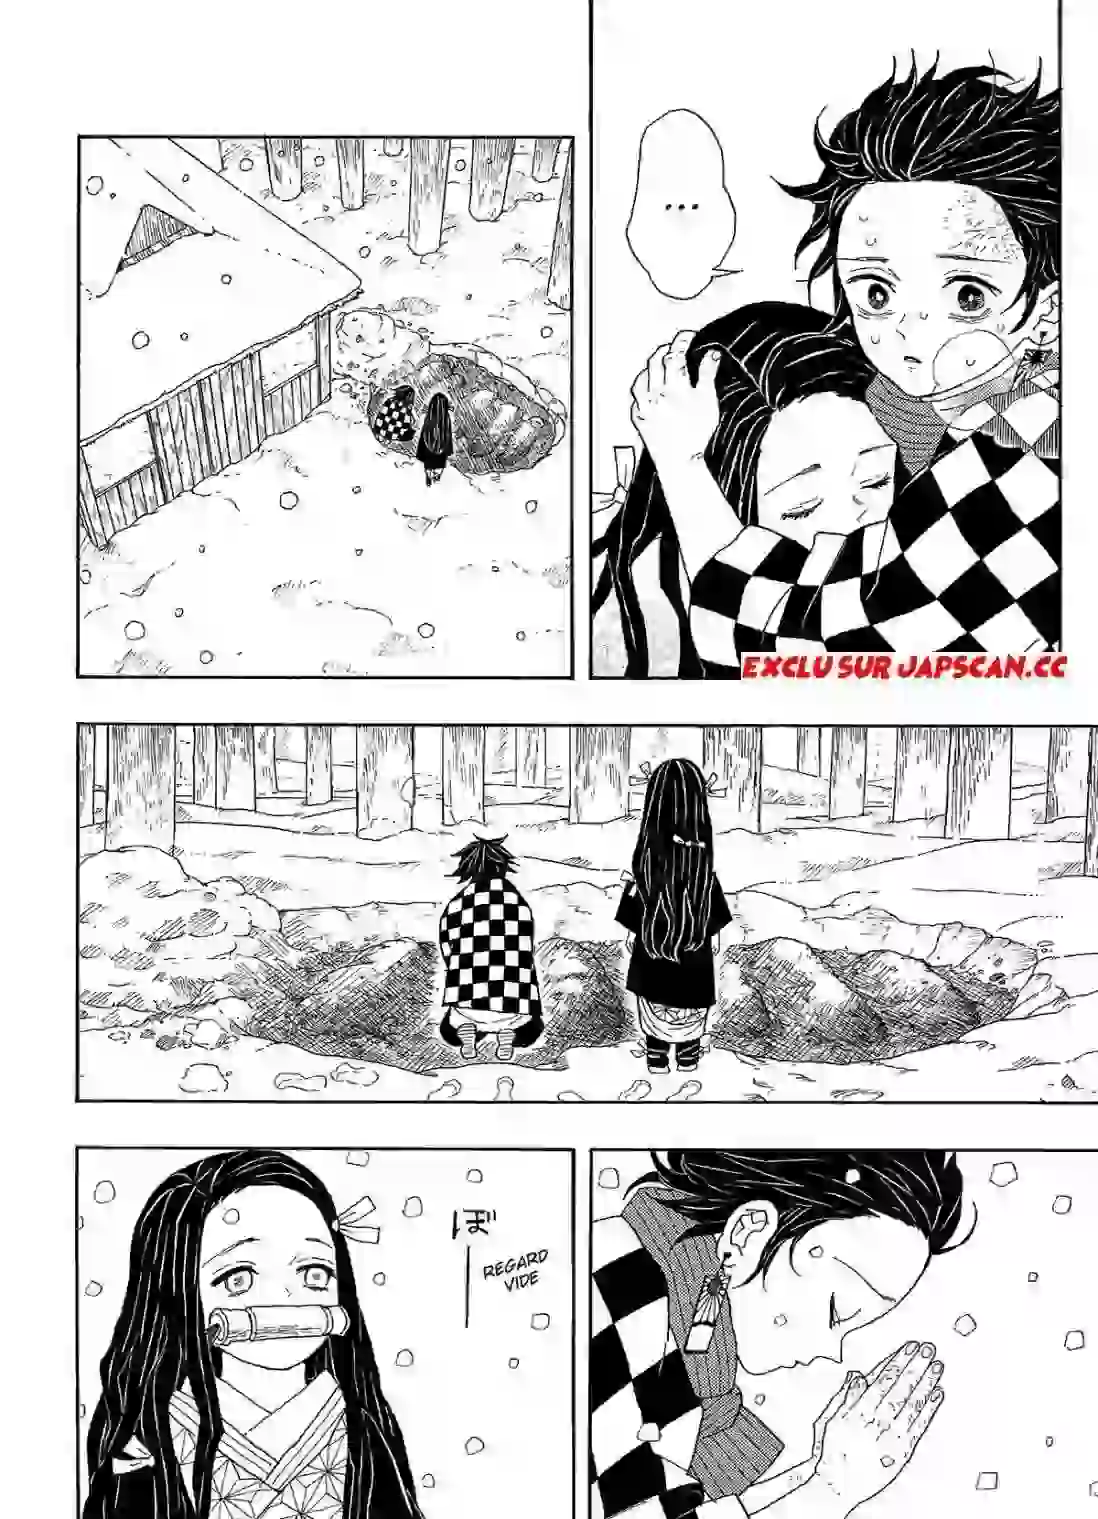 ...
EXCLU SUR JAPSCAN.CC
ぼ
REGARD
VIDE